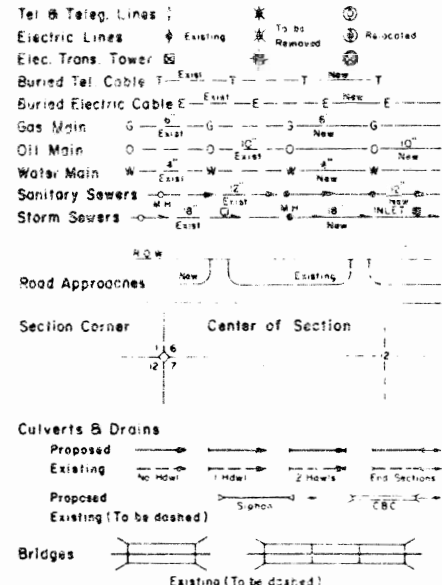 Tel & Teleg. Lines
Electric Lines Existing To be Removed Relocated
Elec. Trans. Tower
Buried Tel Cable T Exist T T New T
Buried Electric Cable E Exist E E New E
Gas Main G 6" Exist G G 6" New G
Oil Main O O 10" Exist O O 10" New
Water Main W 4" Exist W W 4" New W
Sanitary Sewers M.H 12" Exist 12" New
Storm Sewers 18" Exist M.H 18" New INLET
R.O.W.
Road Approaches New Existing
Section Corner Center of Section
1 6
12 7 2
Culverts & Drains
Proposed
Existing No Hdwl 1 Hdwl 2 Hdwl's End Sections
Proposed Siphon CBC
Existing (To be dashed)
Bridges
Existing (To be dashed)